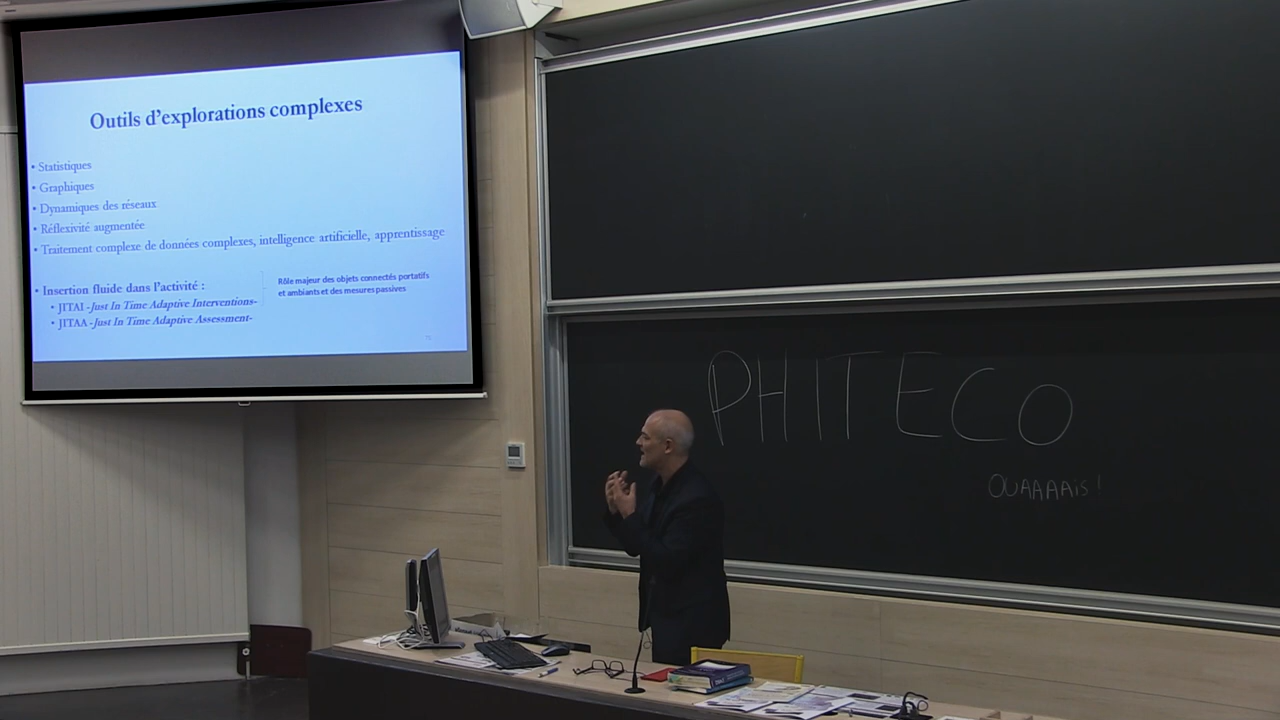 Outils d'explorations complexes
• Statistiques
• Graphiques
• Dynamiques des réseaux
• Réflexivité augmentée
• Traitement complexe de données complexes, intelligence artificielle, apprentissage
• Insertion fluide dans l'activité :
• JITAI -Just In Time Adaptive Interventions-
• JITAA -Just In Time Adaptive Assessment-
Rôle majeur des objets connectés portatifs
et ambiants et des mesures passives
PHITECO
OUAAAAis !